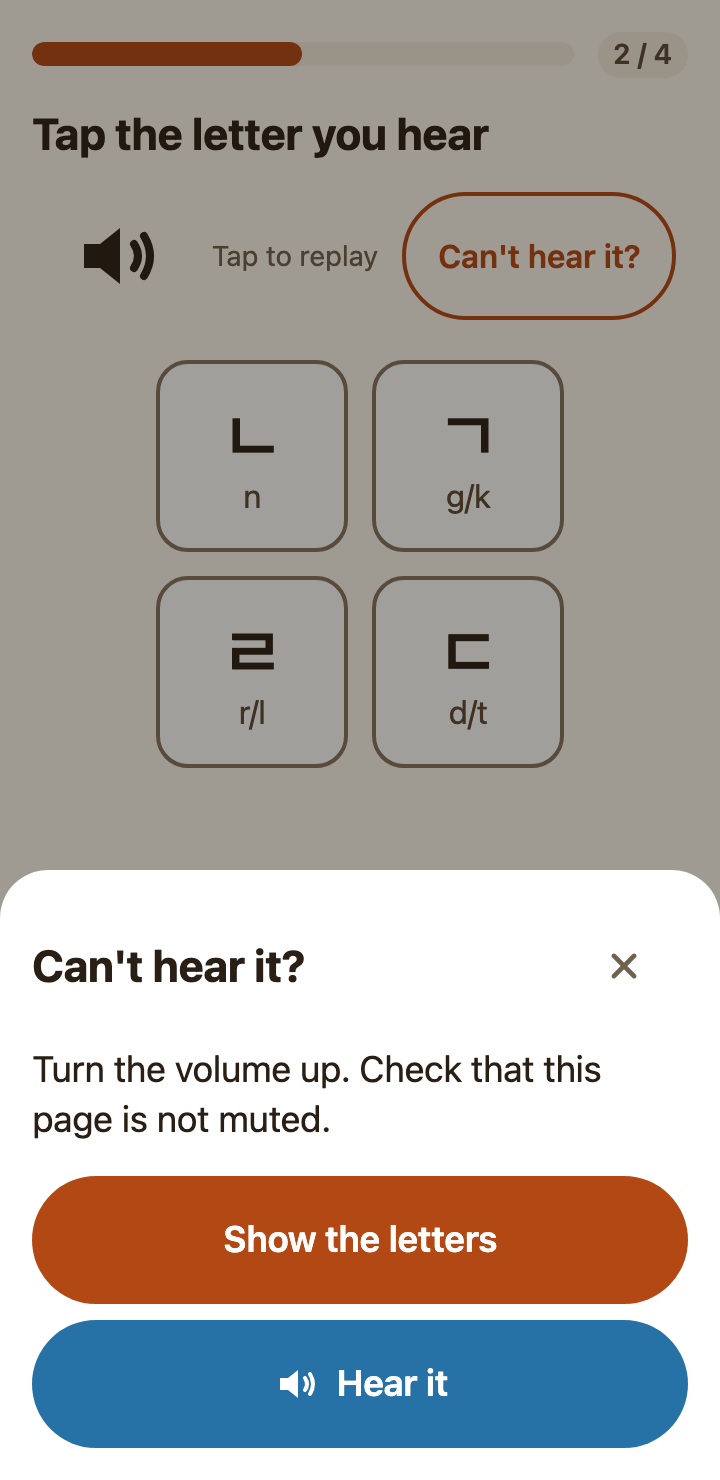 2 / 4
Tap the letter you hear
Tap to replay
Can't hear it?
ㄴ
n
ㄱ
g/k
ㄹ
r/l
ㄷ
d/t
Can't hear it?
Turn the volume up. Check that this
page is not muted.
Show the letters
Hear it